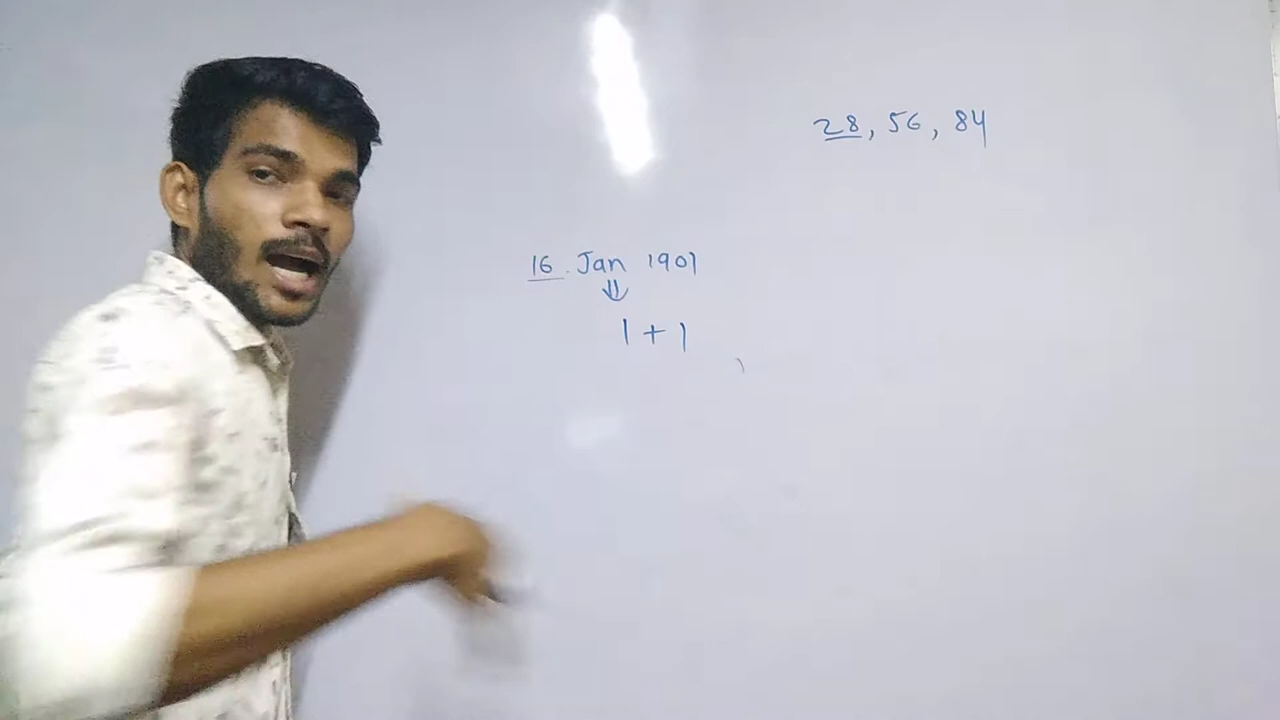 28, 56, 84
16. Jan 1901
⇓
1 + 1